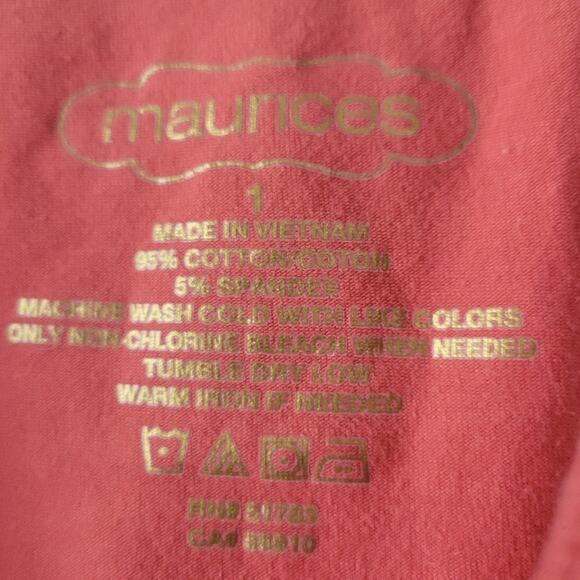 maurices
1
MADE IN VIETNAM
95% COTTON/COTON
5% SPANDEX
MACHINE WASH COLD WITH LIKE COLORS
ONLY NON-CHLORINE BLEACH WHEN NEEDED
TUMBLE DRY LOW
WARM IRON IF NEEDED
RN#
CA#